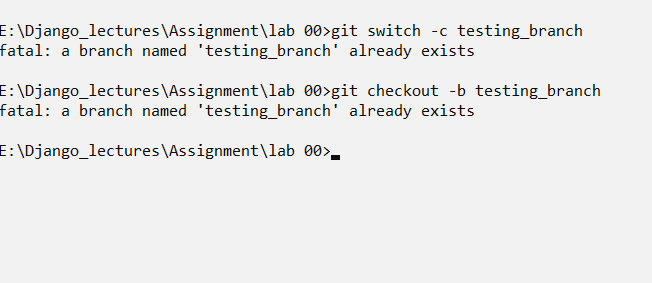 E:\Django_lectures\Assignment\lab 00>git switch -c testing_branch
fatal: a branch named 'testing_branch' already exists
E:\Django_lectures\Assignment\lab 00>git checkout -b testing_branch
fatal: a branch named 'testing_branch' already exists
E:\Django_lectures\Assignment\lab 00>